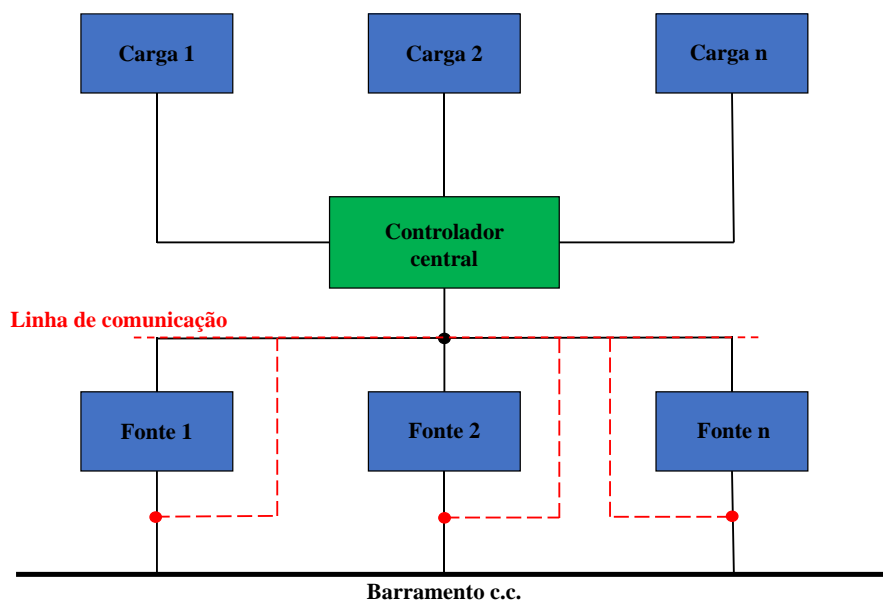 Carga 1
Carga 2
Carga n
Controlador
central
Linha de comunicação
Fonte 1
Fonte 2
Fonte n
Barramento c.c.